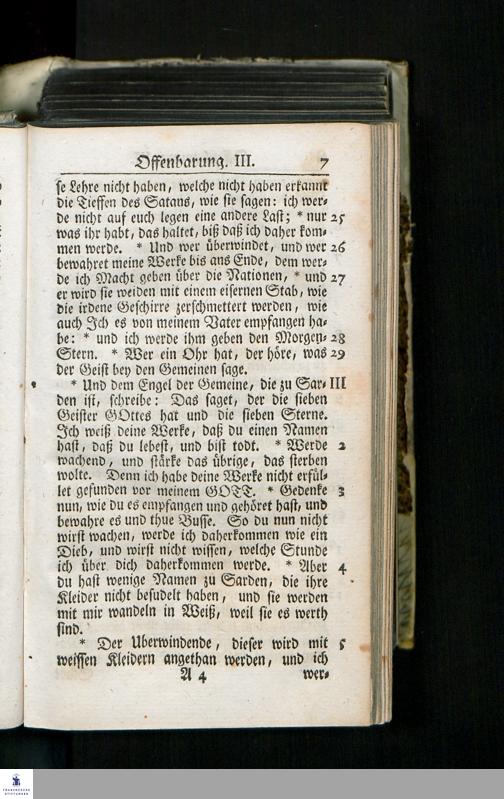 Offenbarung. III. 7
se Lehre nicht haben, welche nicht haben erkannt
die Tieffen des Satans, wie sie sagen: ich wer-
de nicht auf euch legen eine andere Last; * nur 25
was ihr habt, das haltet, biß daß ich daher kom-
men werde. * Und wer überwindet, und wer 26
bewahret meine Werke bis ans Ende, dem wer-
de ich Macht geben über die Nationen, * und 27
er wird sie weiden mit einem eisernen Stab, wie
die irdene Geschirre zerschmettert werden, wie
auch Ich es von meinem Vater empfangen ha-
be: * und ich werde ihm geben den Morgen- 28
Stern. * Wer ein Ohr hat, der höre, was 29
der Geist bey den Gemeinen sage.
* Und dem Engel der Gemeine, die zu Sar- III
den ist, schreibe: Das saget, der die sieben
Geister GOttes hat und die sieben Sterne.
Ich weiß deine Werke, daß du einen Namen
hast, daß du lebest, und bist todt. * Werde 2
wachend, und stärke das übrige, das sterben
wolte. Denn ich habe deine Werke nicht erfül-
let gefunden vor meinem GOTT. * Gedenke 3
nun, wie du es empfangen und gehöret hast, und
bewahre es und thue Busse. So du nun nicht
wirst wachen, werde ich daherkommen wie ein
Dieb, und wirst nicht wissen, welche Stunde
ich über dich daherkommen werde. * Aber 4
du hast wenige Namen zu Sarden, die ihre
Kleider nicht besudelt haben, und sie werden
mit mir wandeln in Weiß, weil sie es werth
sind.
* Der Uberwindende, dieser wird mit 5
weissen Kleidern angethan werden, und ich
A 4 wer-
FRANCKESCHE
STIFTUNGEN